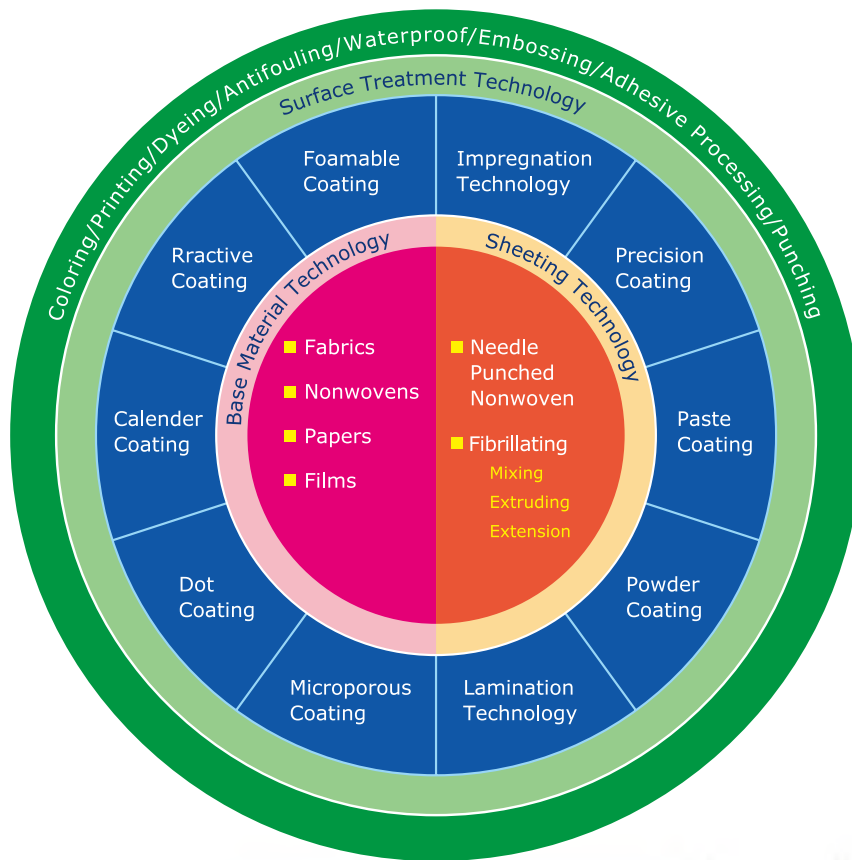 Coloring/Printing/Dyeing/Antifouling/Waterproof/Embossing/Adhesive Processing/Punching
Surface Treatment Technology
Foamable
Coating
Impregnation
Technology
Rractive
Coating
Precision
Coating
Calender
Coating
Paste
Coating
Dot
Coating
Powder
Coating
Microporous
Coating
Lamination
Technology
Base Material Technology
Fabrics
Nonwovens
Papers
Films
Sheeting Technology
Needle
Punched
Nonwoven
Fibrillating
Mixing
Extruding
Extension